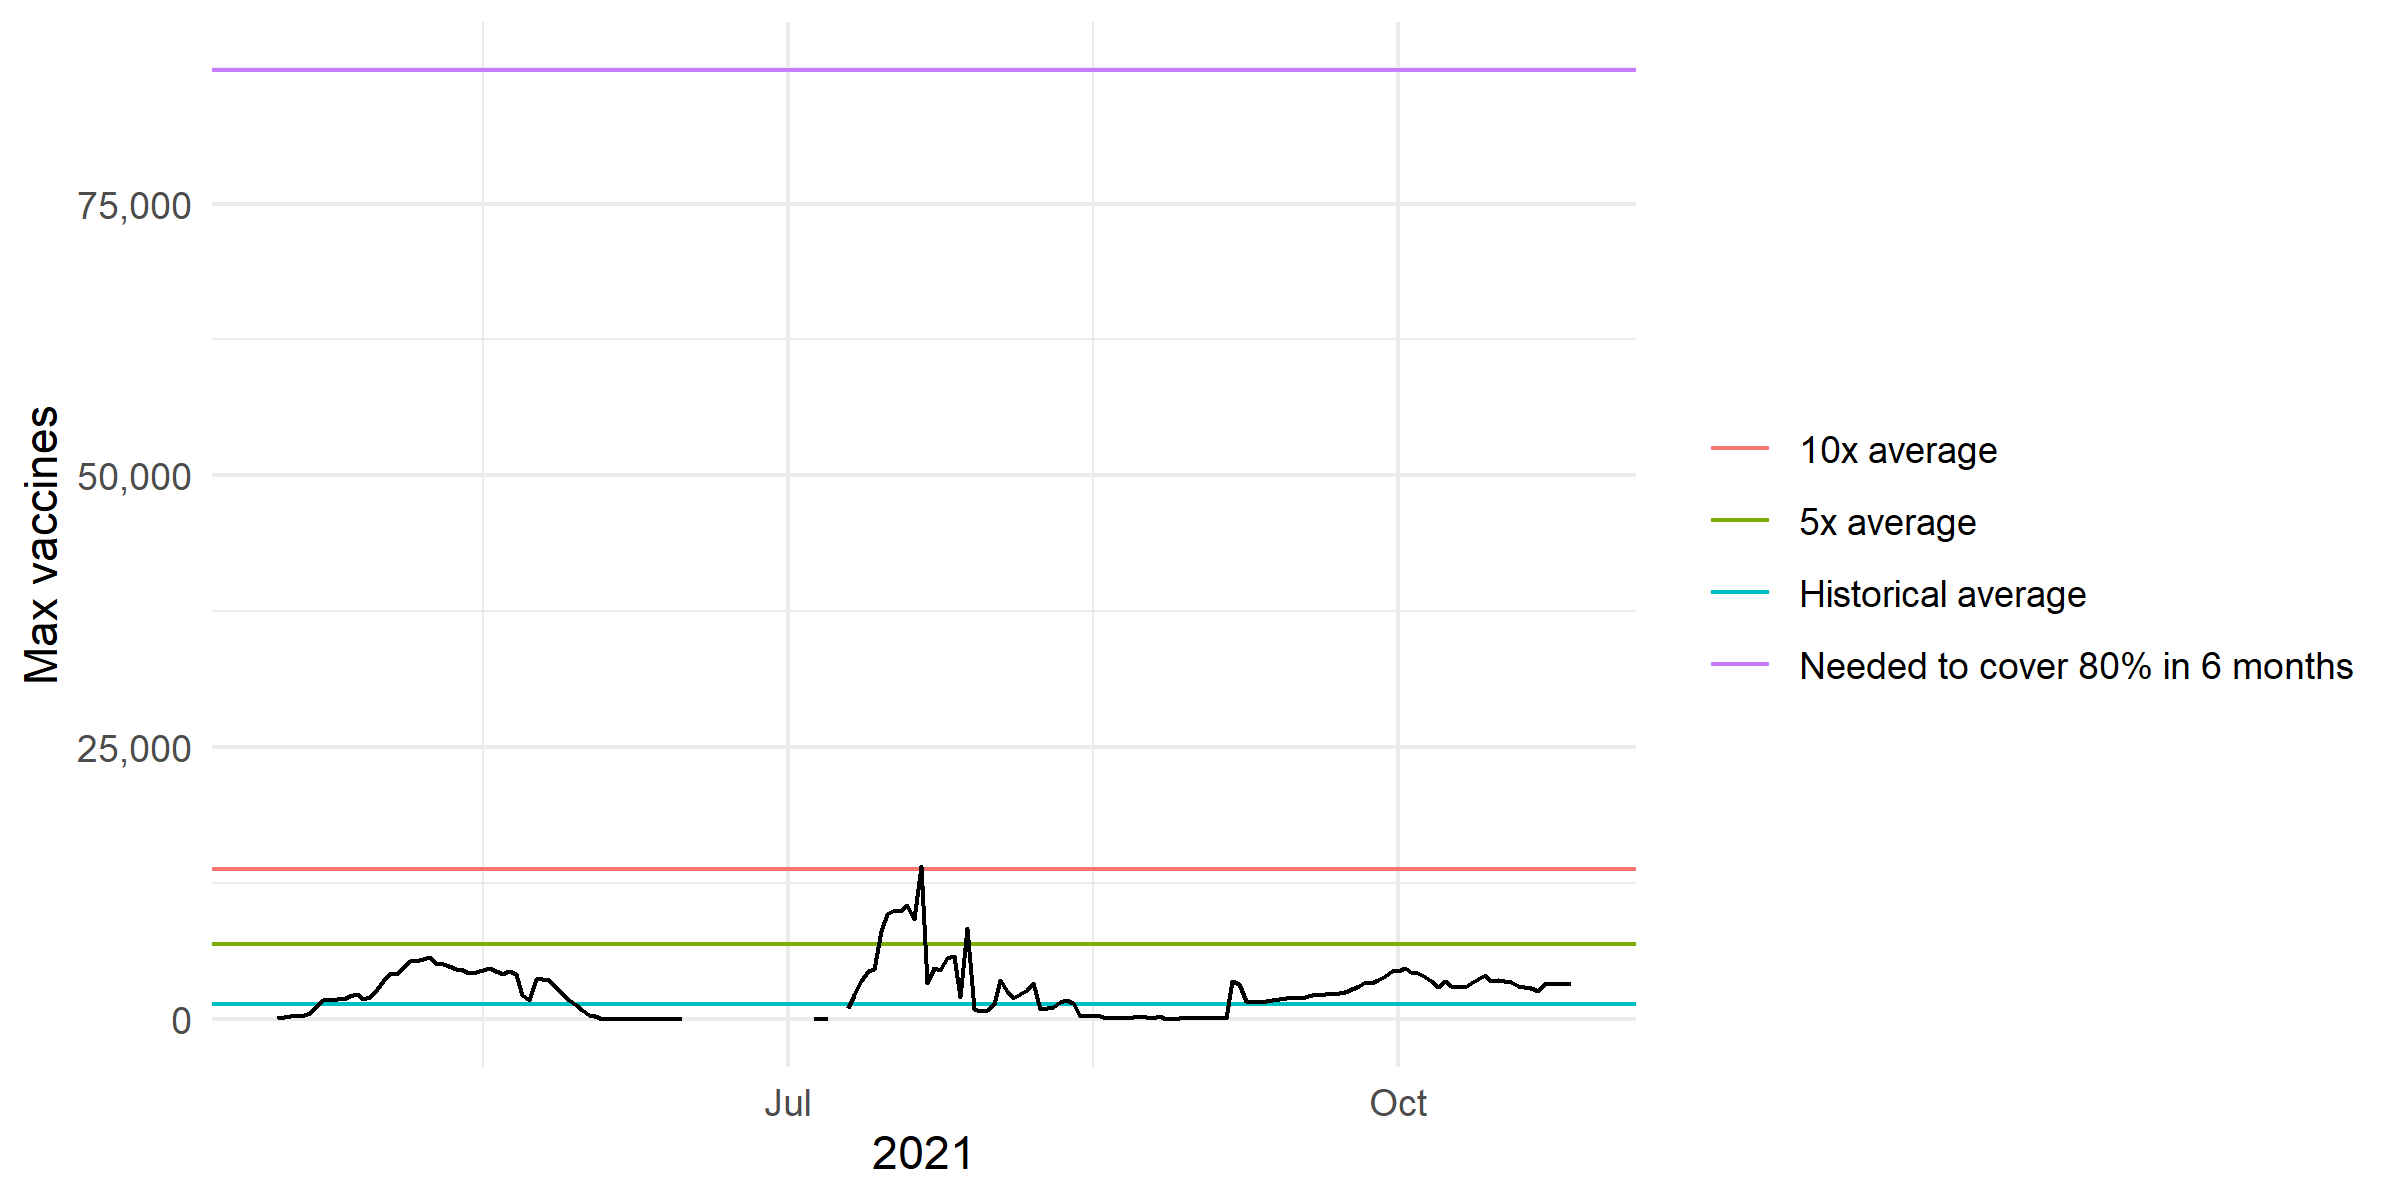 Max vaccines
75,000
50,000
25,000
0
Jul
Oct
2021
10x average
5x average
Historical average
Needed to cover 80% in 6 months